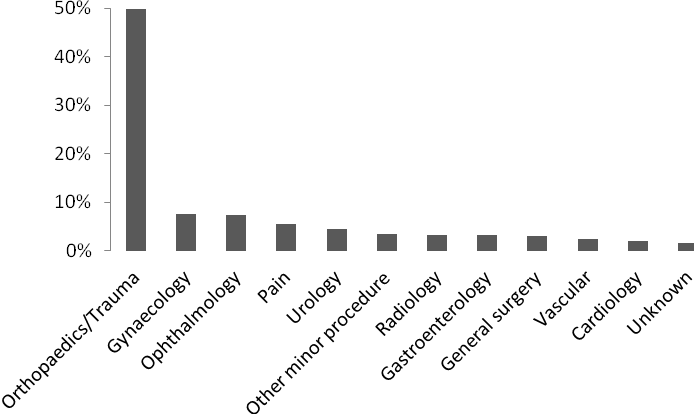 50%
40%
30%
20%
10%
0%
Orthopaedics/Trauma
Gynaecology
Ophthalmology
Pain
Urology
Other minor procedure
Radiology
Gastroenterology
General surgery
Vascular
Cardiology
Unknown